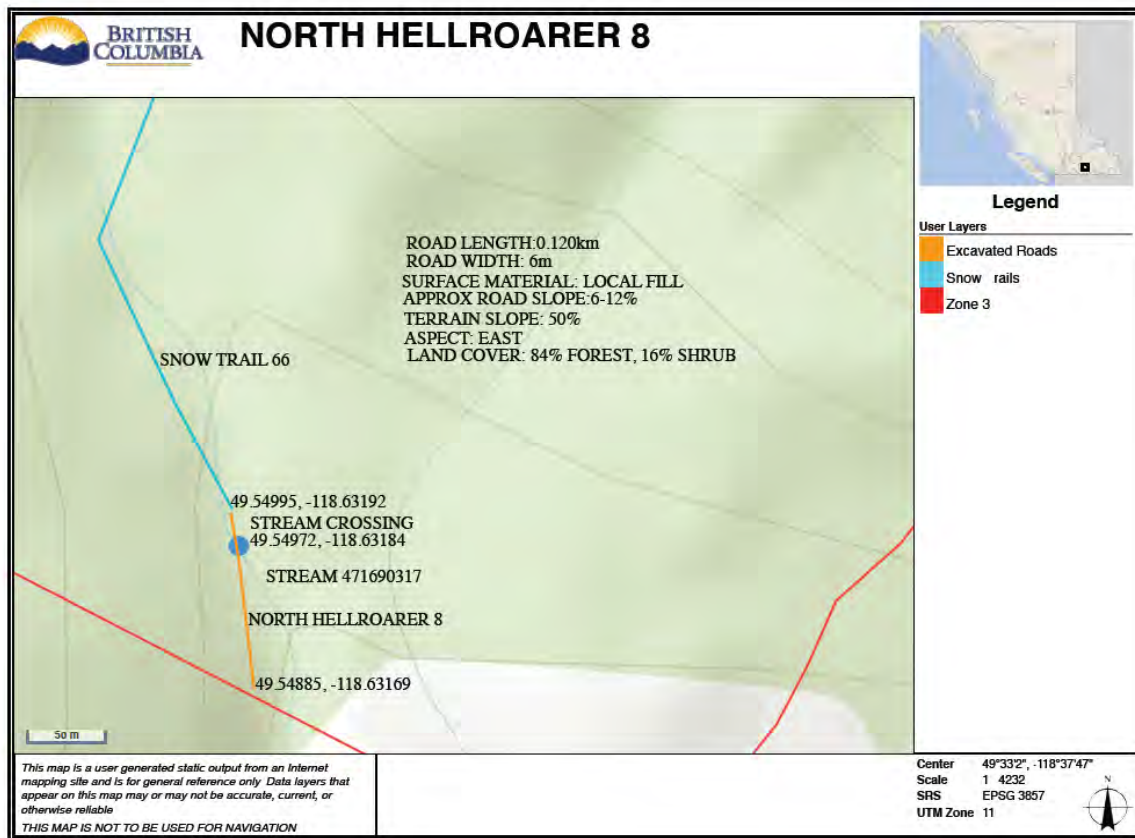 BRITISH
COLUMBIA
NORTH HELLROARER 8
ROAD LENGTH:0.120km
ROAD WIDTH: 6m
SURFACE MATERIAL: LOCAL FILL
APPROX ROAD SLOPE:6-12%
TERRAIN SLOPE: 50%
ASPECT: EAST
LAND COVER: 84% FOREST, 16% SHRUB
SNOW TRAIL 66
49.54995, -118.63192
STREAM CROSSING
49.54972, -118.63184
STREAM 471690317
NORTH HELLROARER 8
49.54885, -118.63169
50 m
Legend
User Layers
Excavated Roads
Snow rails
Zone 3
This map is a user generated static output from an Internet
mapping site and is for general reference only Data layers that
appear on this map may or may not be accurate, current, or
otherwise reliable
THIS MAP IS NOT TO BE USED FOR NAVIGATION
Center 49°33'2", -118°37'47"
Scale 1 4232
SRS EPSG 3857
UTM Zone 11
N